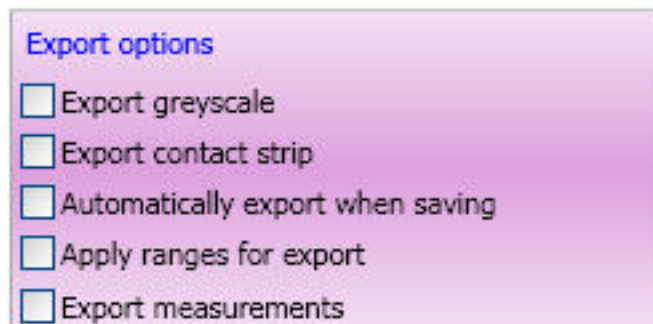 Export options
Export greyscale
Export contact strip
Automatically export when saving
Apply ranges for export
Export measurements